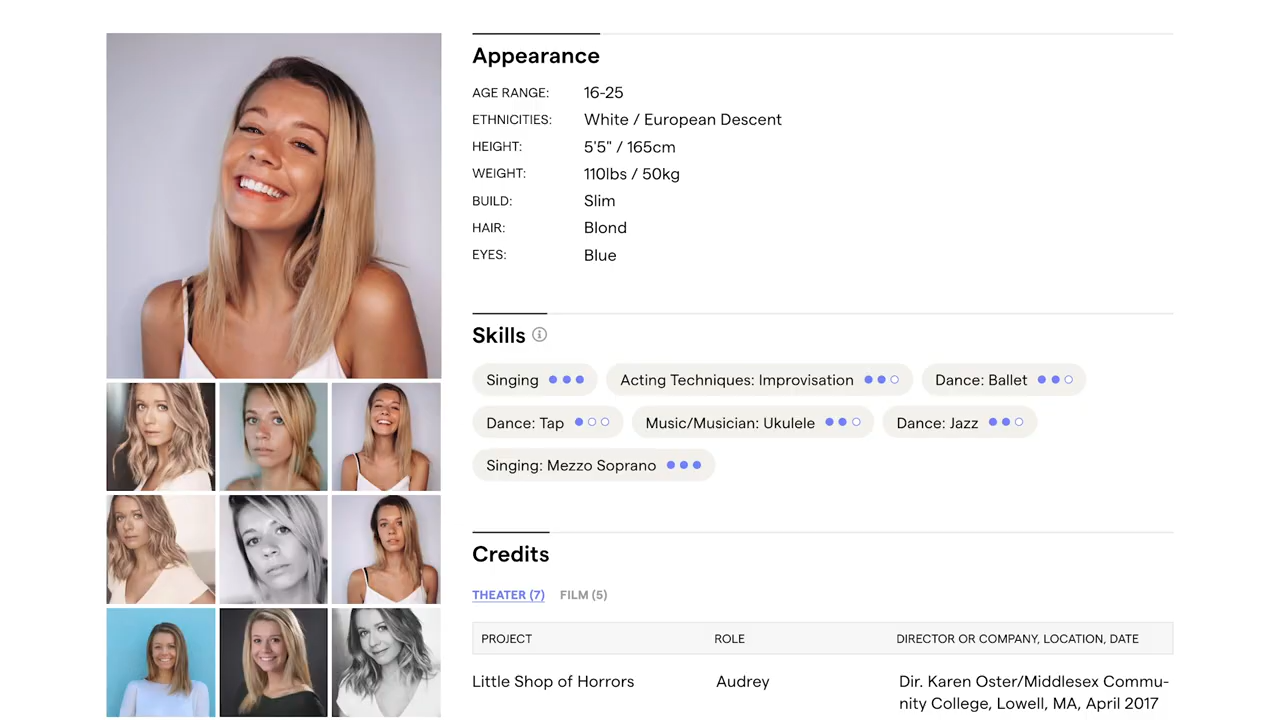 Appearance
AGE RANGE: 16-25
ETHNICITIES: White / European Descent
HEIGHT: 5'5" / 165cm
WEIGHT: 110lbs / 50kg
BUILD: Slim
HAIR: Blond
EYES: Blue
Skills
Singing Acting Techniques: Improvisation Dance: Ballet
Dance: Tap Music/Musician: Ukulele Dance: Jazz
Singing: Mezzo Soprano
Credits
THEATER (7) FILM (5)
PROJECT ROLE DIRECTOR OR COMPANY, LOCATION, DATE
Little Shop of Horrors Audrey Dir. Karen Oster/Middlesex Commu-
nity College, Lowell, MA, April 2017